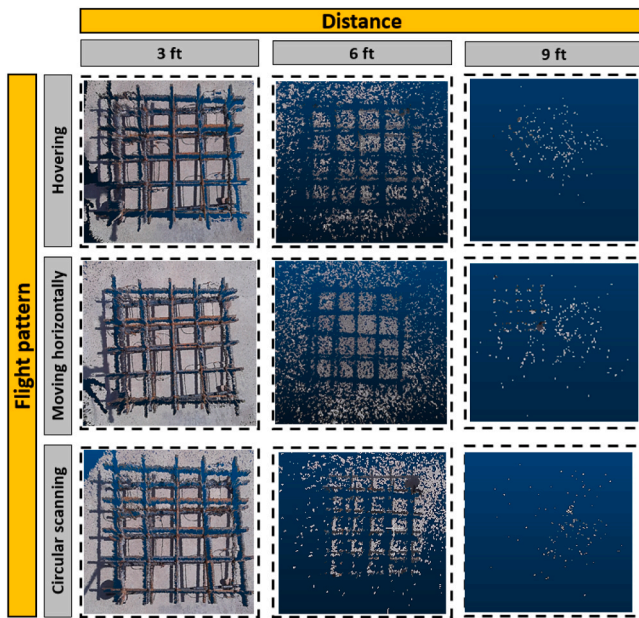 Distance
3 ft
6 ft
9 ft
Flight pattern
Hovering
Moving horizontally
Circular scanning